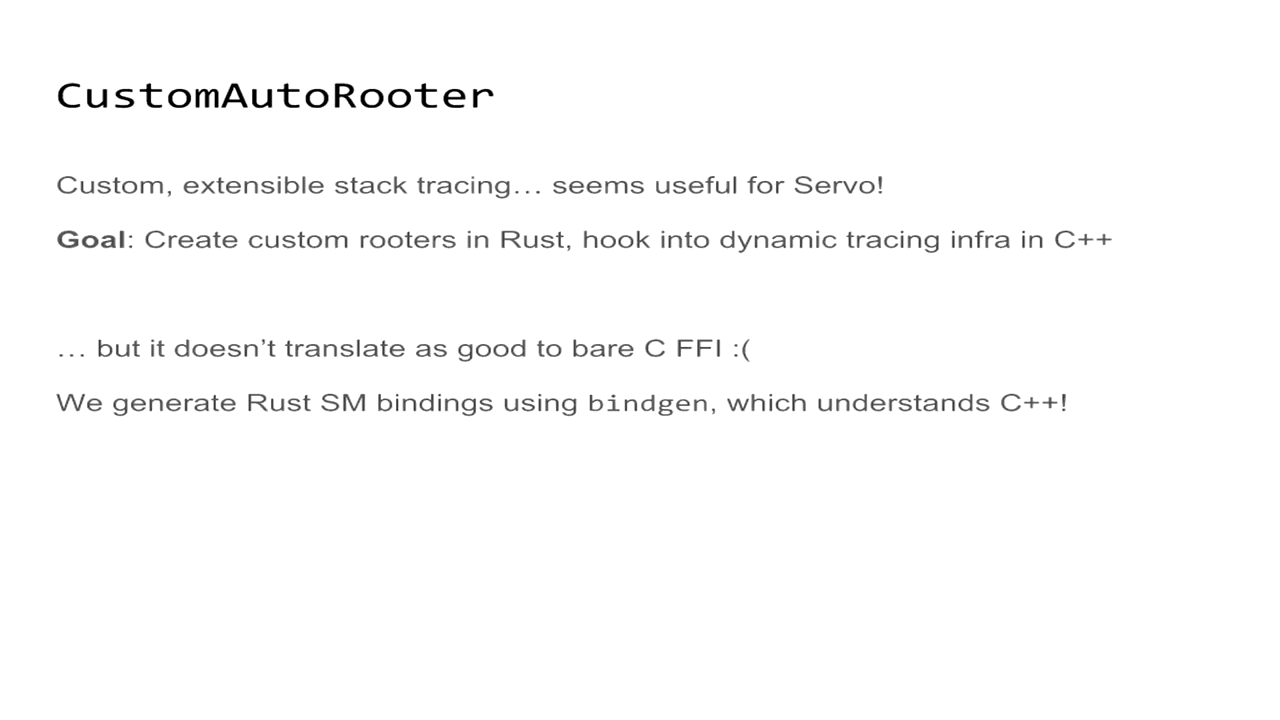 CustomAutoRooter
Custom, extensible stack tracing… seems useful for Servo!
Goal: Create custom rooters in Rust, hook into dynamic tracing infra in C++
… but it doesn’t translate as good to bare C FFI :(
We generate Rust SM bindings using bindgen, which understands C++!